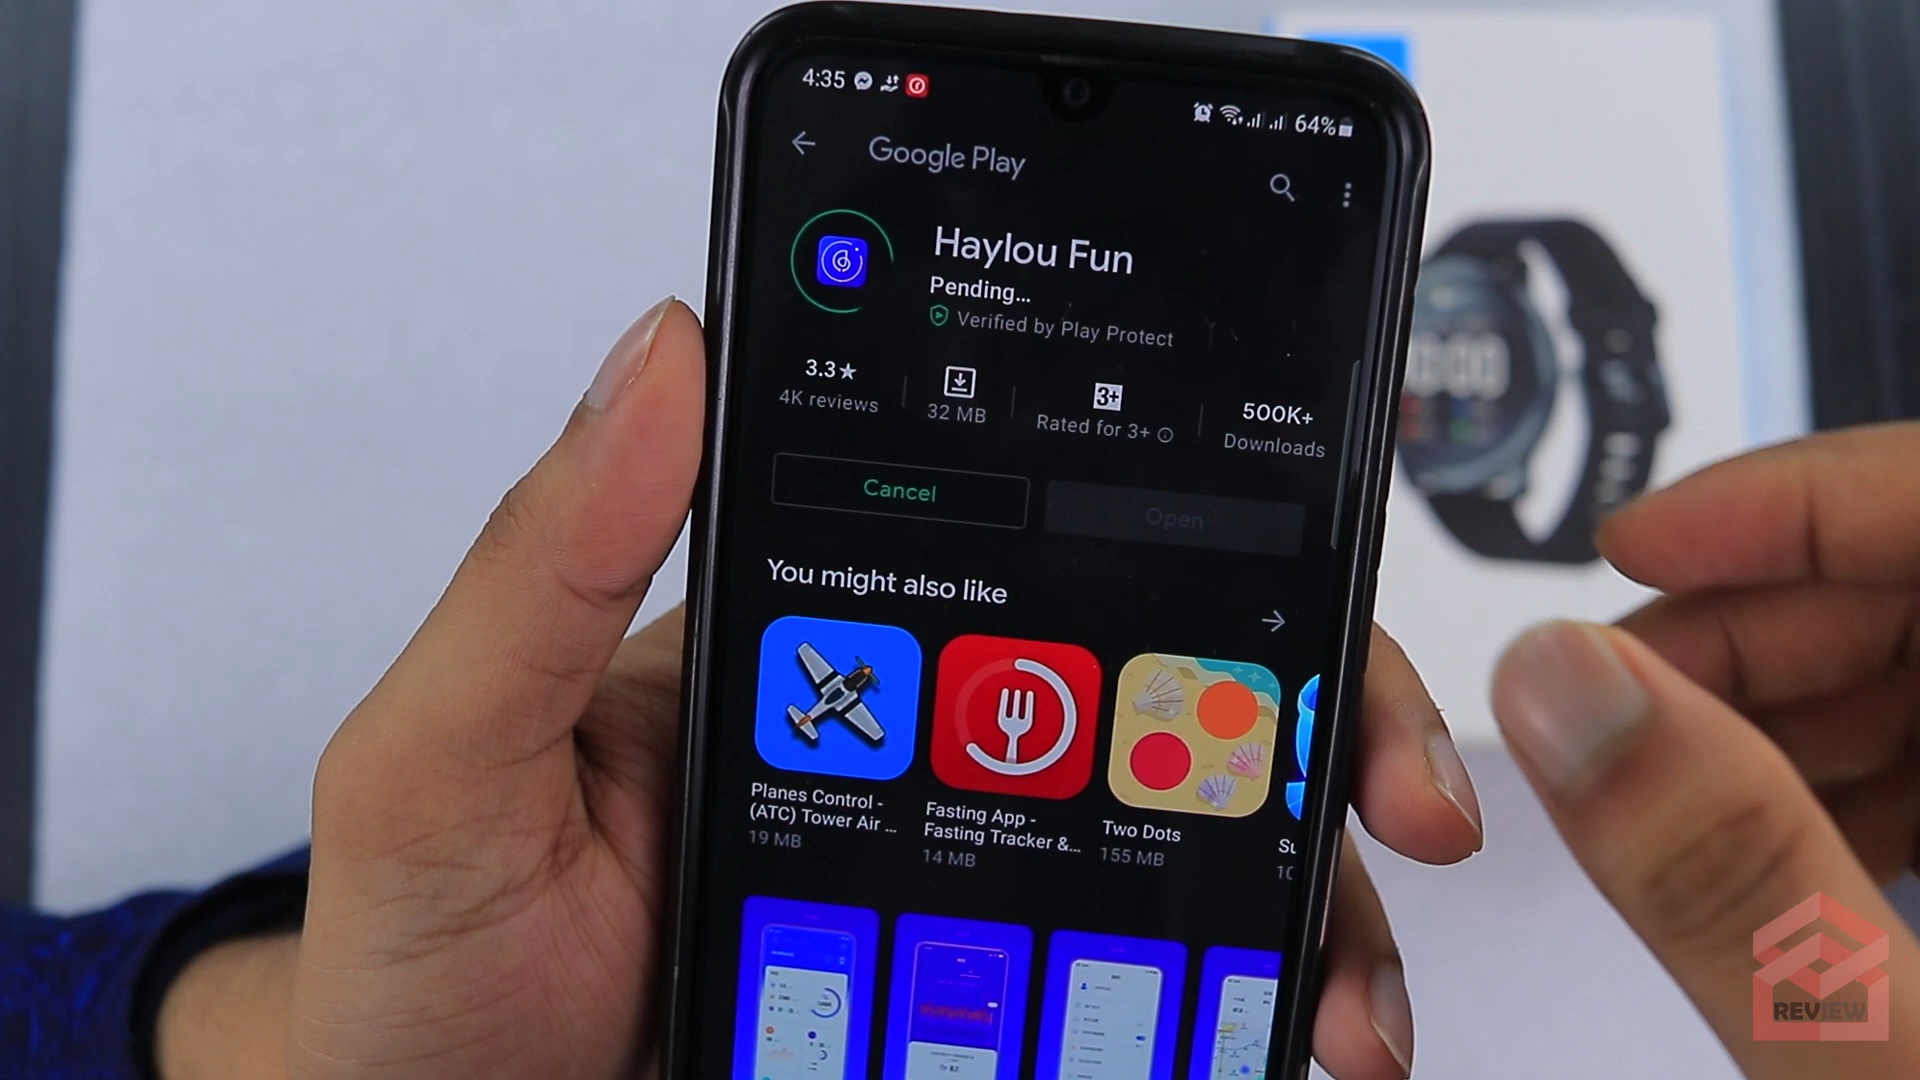 4:35
64%
Google Play
Haylou Fun
Pending...
Verified by Play Protect
3.3★
4K reviews
32 MB
3+
Rated for 3+
500K+
Downloads
Cancel
Open
You might also like
Planes Control -
(ATC) Tower Air ...
19 MB
Fasting App -
Fasting Tracker &...
14 MB
Two Dots
155 MB
REVIEW